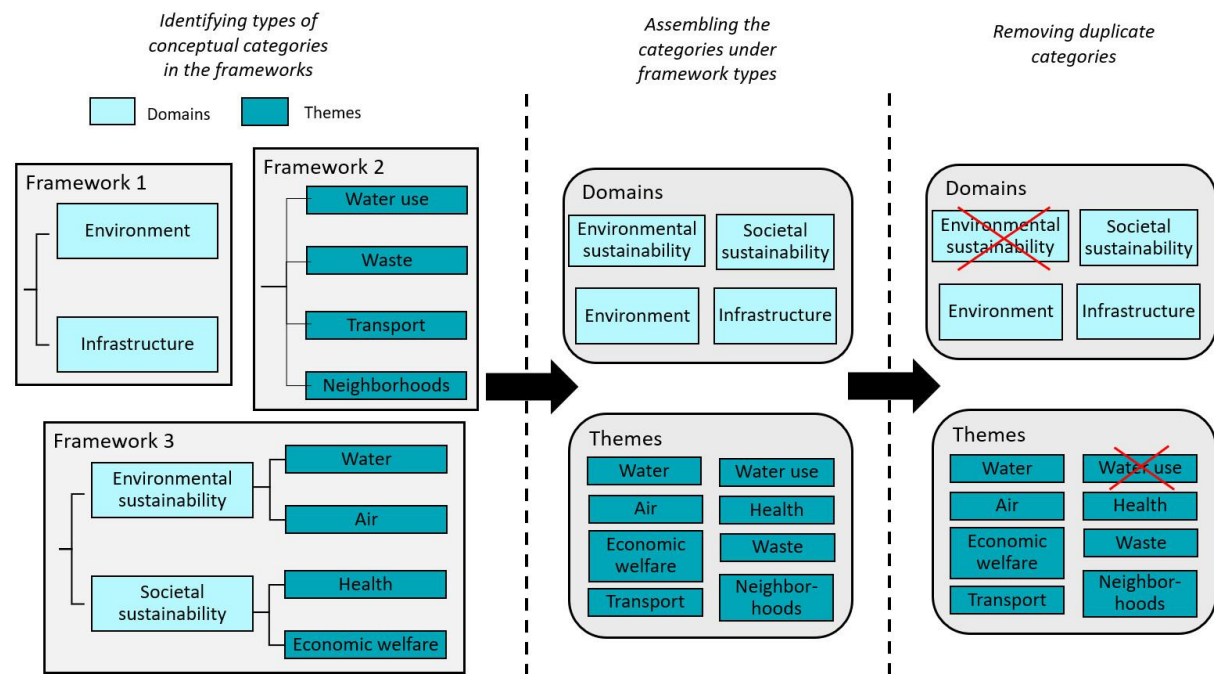 Identifying types of
conceptual categories
in the frameworks
Domains
Themes
Framework 1
Environment
Infrastructure
Framework 2
Water use
Waste
Transport
Neighborhoods
Framework 3
Environmental
sustainability
Water
Air
Societal
sustainability
Health
Economic welfare
Assembling the
categories under
framework types
Domains
Environmental
sustainability
Societal
sustainability
Environment
Infrastructure
Themes
Water
Water use
Air
Health
Economic
welfare
Waste
Transport
Neighbor-
hoods
Removing duplicate
categories
Domains
Environmental
sustainability
Societal
sustainability
Environment
Infrastructure
Themes
Water
Water use
Air
Health
Economic
welfare
Waste
Transport
Neighbor-
hoods